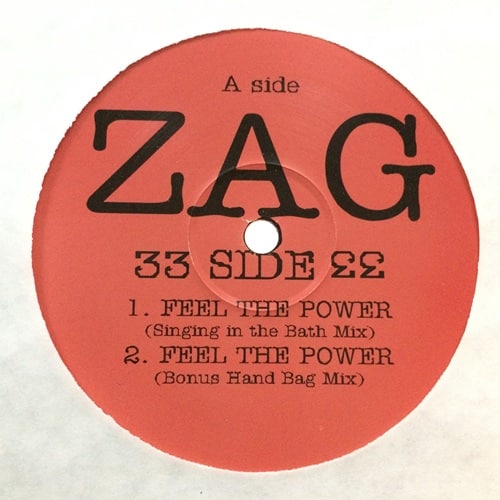 A side
ZAG
33 SIDE ££
1. FEEL THE POWER
(Singing in the Bath Mix)
2. FEEL THE POWER
(Bonus Hand Bag Mix)